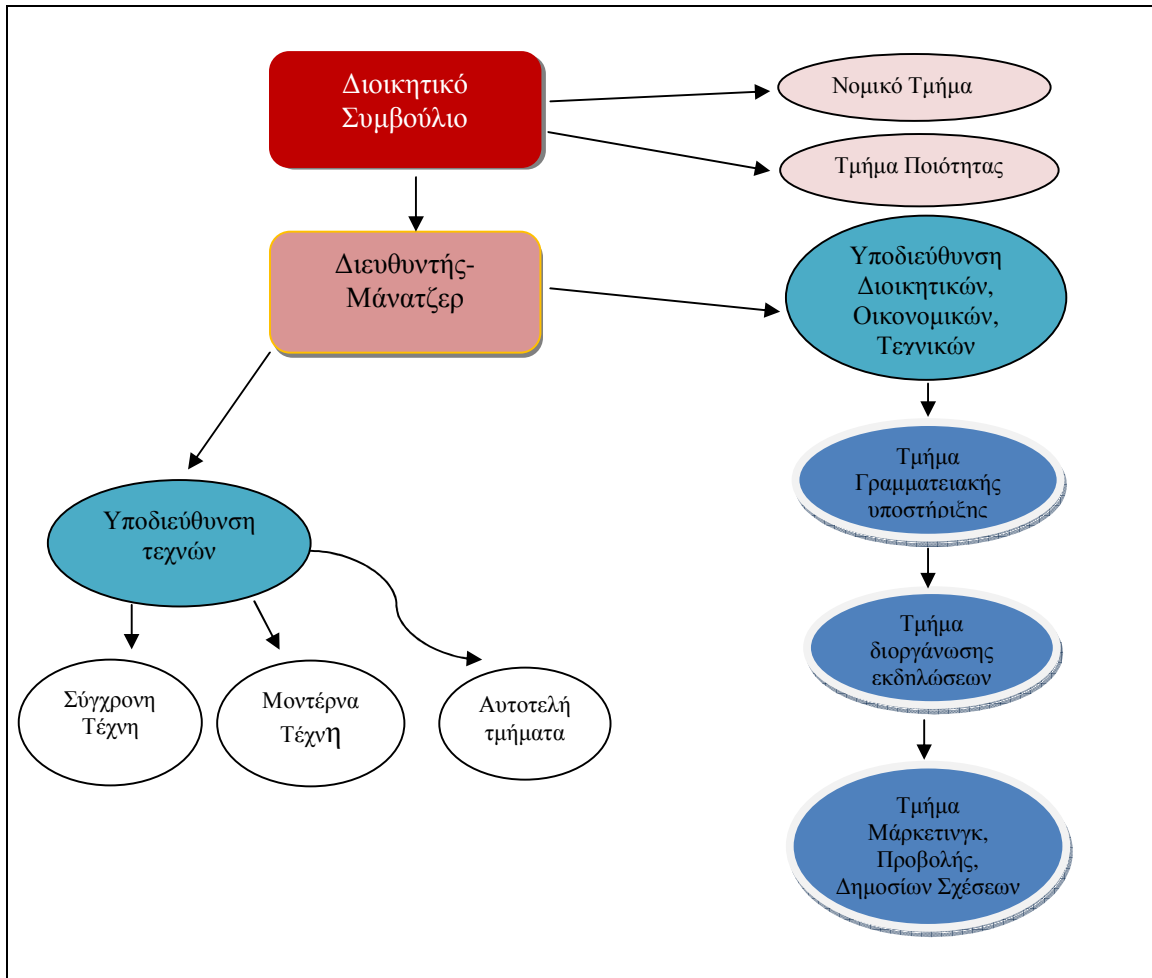 Διοικητικό
Συμβούλιο
Νομικό Τμήμα
Τμήμα Ποιότητας
Διευθυντής-
Μάνατζερ
Υποδιεύθυνση
Διοικητικών,
Οικονομικών,
Τεχνικών
Τμήμα
Γραμματειακής
υποστήριξης
Υποδιεύθυνση
τεχνών
Τμήμα
διοργάνωσης
εκδηλώσεων
Σύγχρονη
Τέχνη
Μοντέρνα
Τέχνη
Αυτοτελή
τμήματα
Τμήμα
Μάρκετινγκ,
Προβολής,
Δημοσίων Σχέσεων